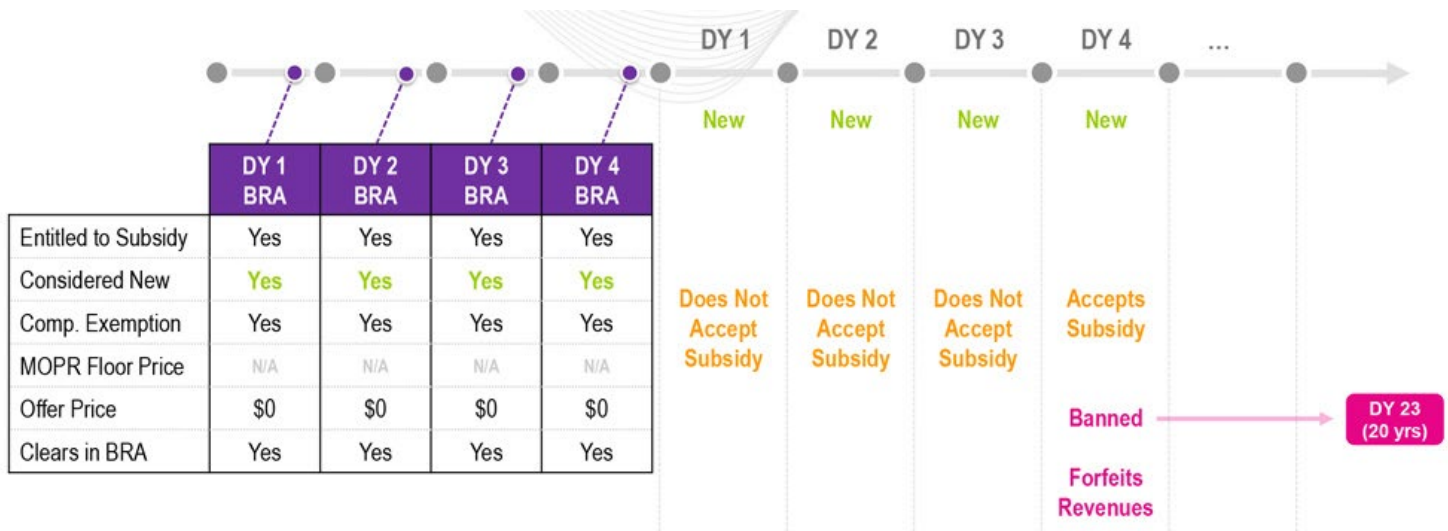 DY 1 DY 2 DY 3 DY 4 ...
New New New New
DY 1 BRA DY 2 BRA DY 3 BRA DY 4 BRA
Entitled to Subsidy Yes Yes Yes Yes
Considered New Yes Yes Yes Yes
Comp. Exemption Yes Yes Yes Yes
MOPR Floor Price N/A N/A N/A N/A
Offer Price $0 $0 $0 $0
Clears in BRA Yes Yes Yes Yes
Does Not Accept Subsidy Does Not Accept Subsidy Does Not Accept Subsidy Accepts Subsidy
Banned DY 23 (20 yrs)
Forfeits Revenues